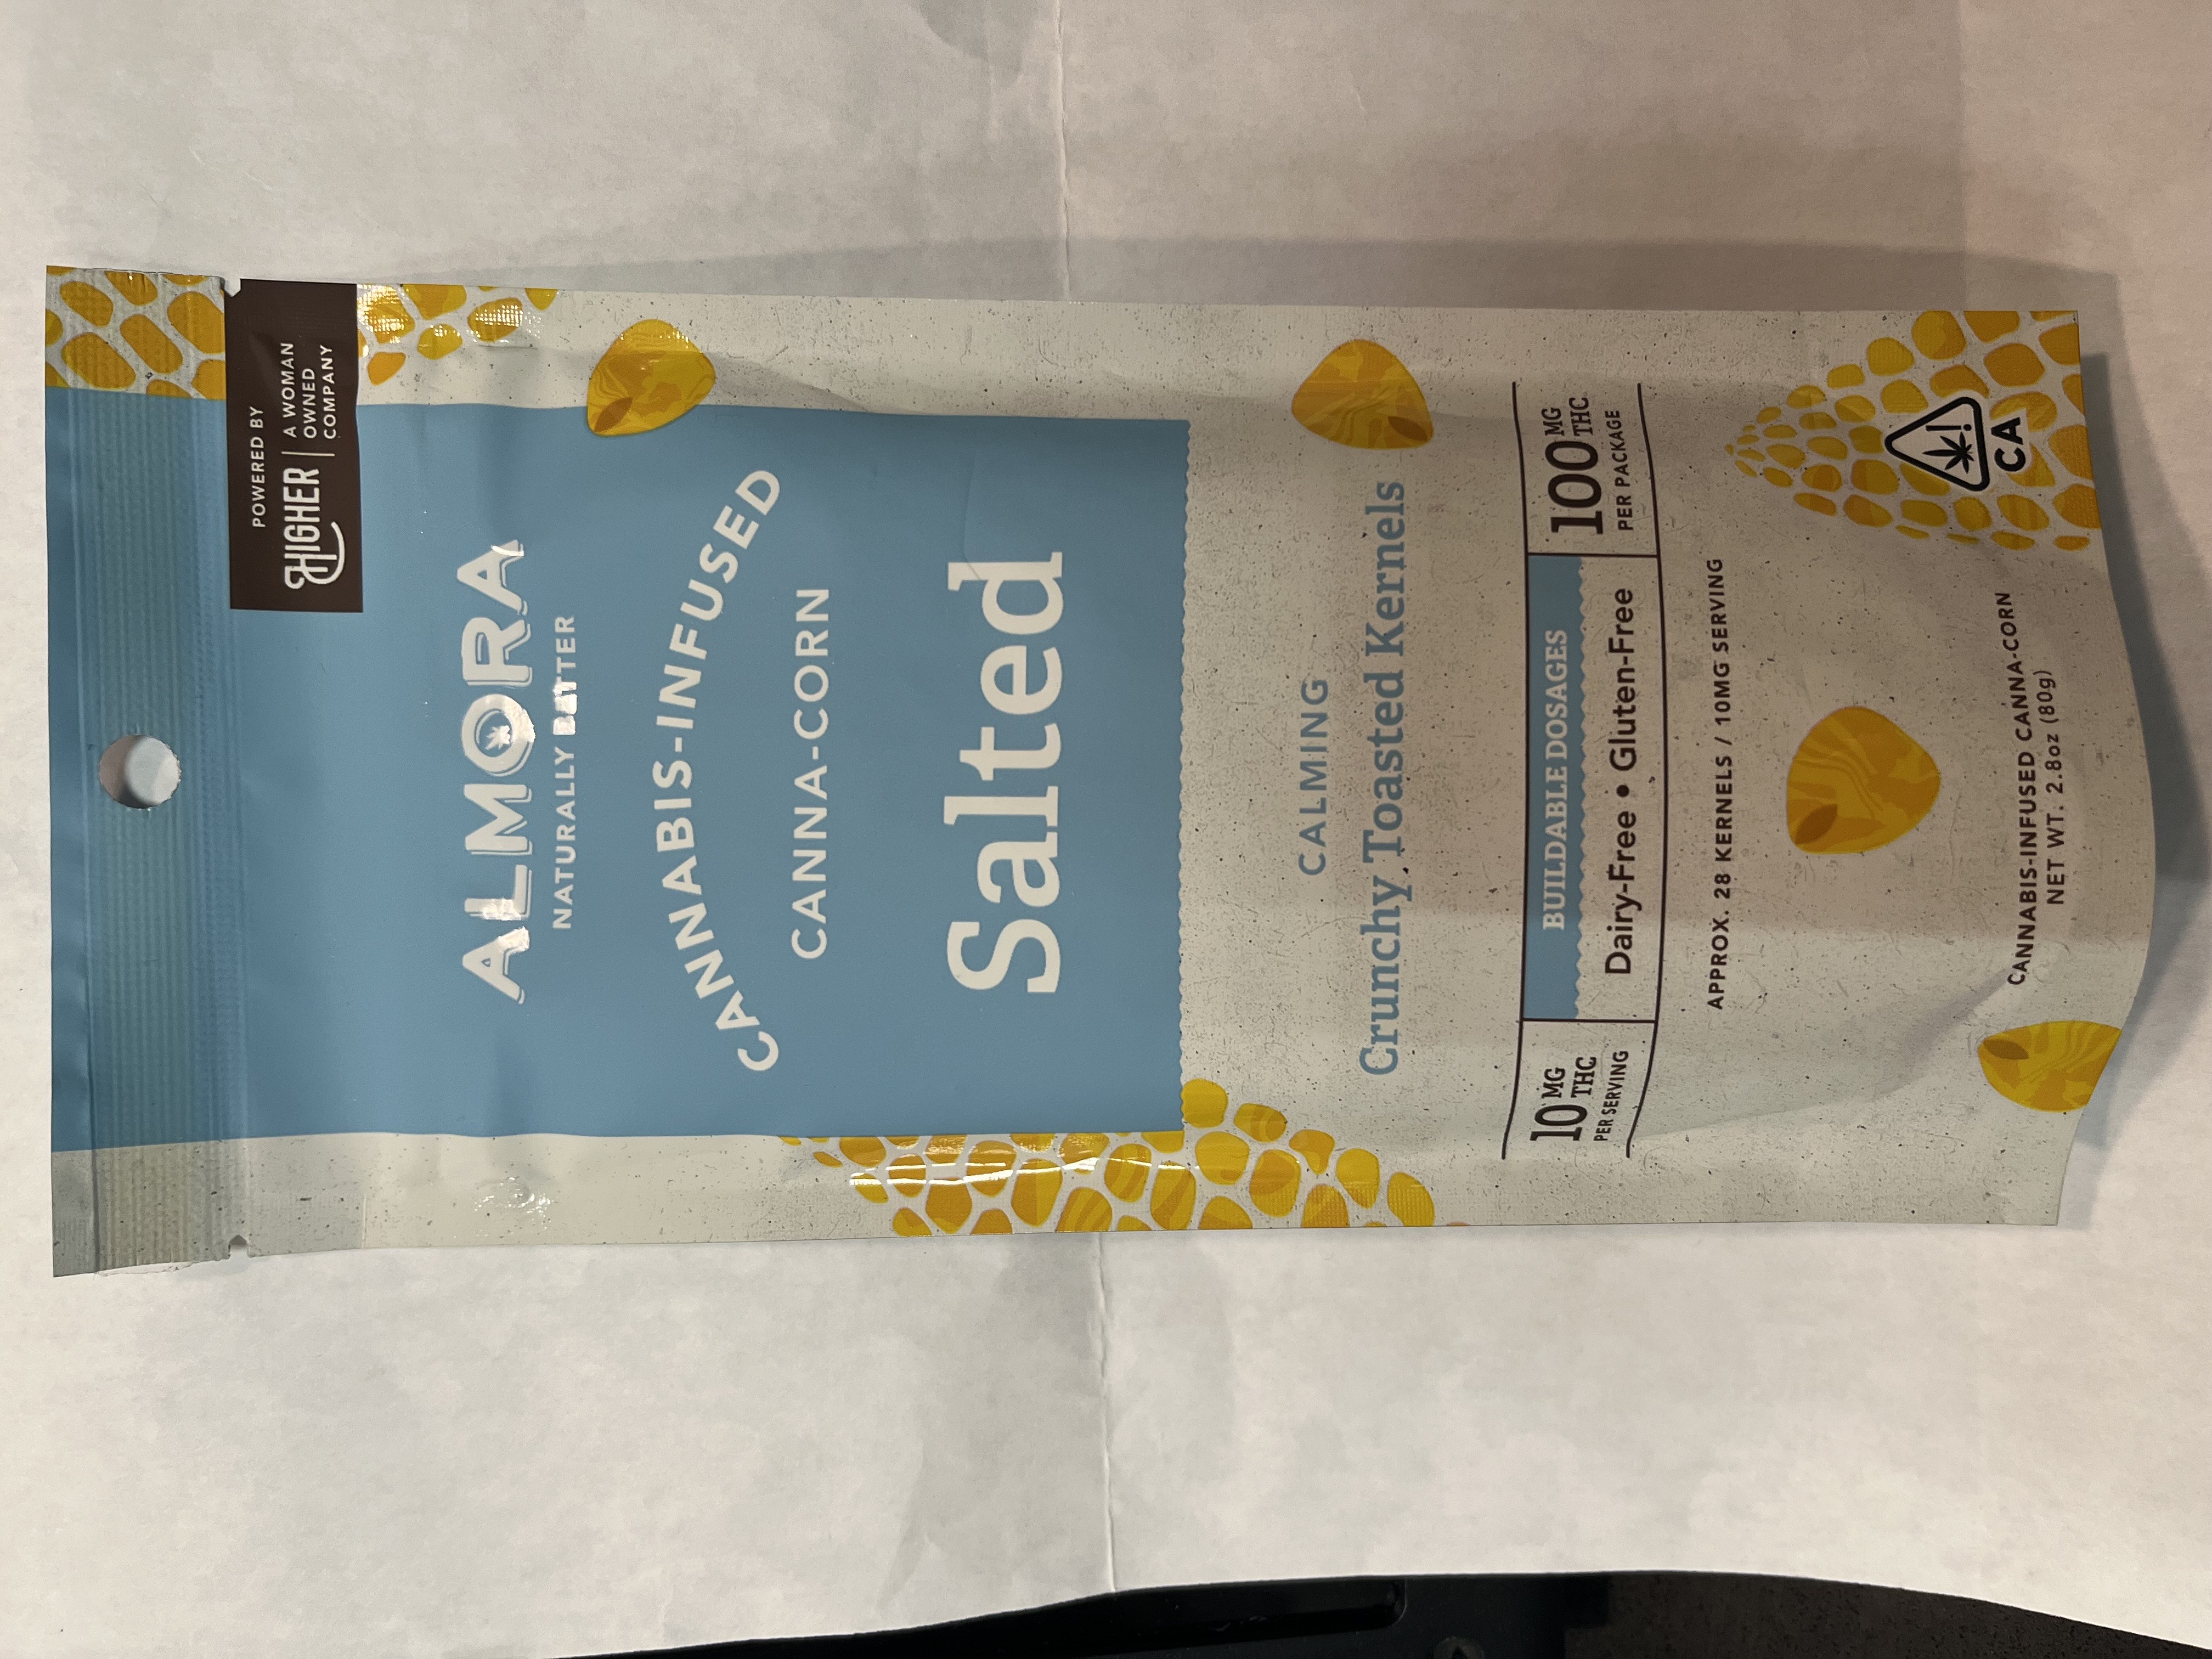 POWERED BY
HIGHER
A WOMAN
OWNED
COMPANY
ALMORA
NATURALLY BETTER
CANNABIS-INFUSED
CANNA-CORN
Salted
CALMING
Crunchy Toasted Kernels
10 MG
THC
PER SERVING
BUILDABLE DOSAGES
Dairy-Free • Gluten-Free
100 MG
THC
PER PACKAGE
APPROX. 28 KERNELS / 10MG SERVING
CANNABIS-INFUSED CANNA-CORN
NET WT. 2.8oz (80g)
!
CA